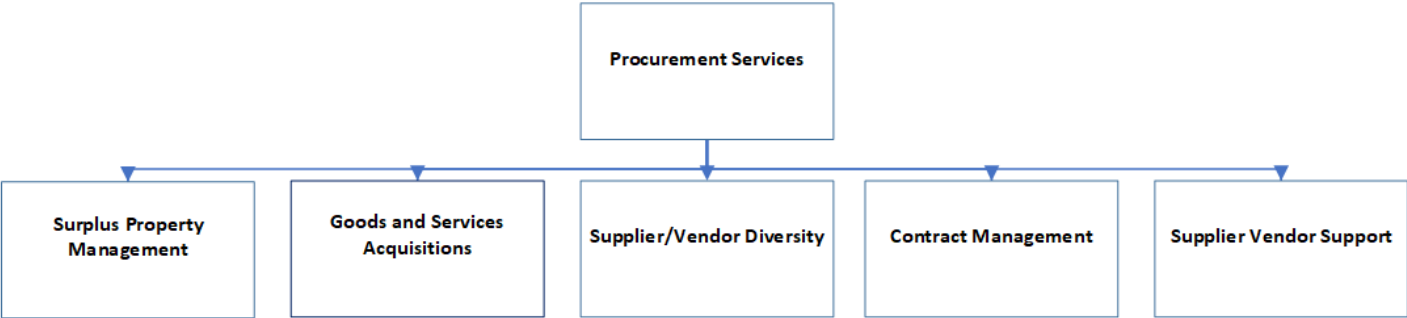 Procurement Services
Surplus Property
Management
Goods and Services
Acquisitions
Supplier/Vendor Diversity
Contract Management
Supplier Vendor Support